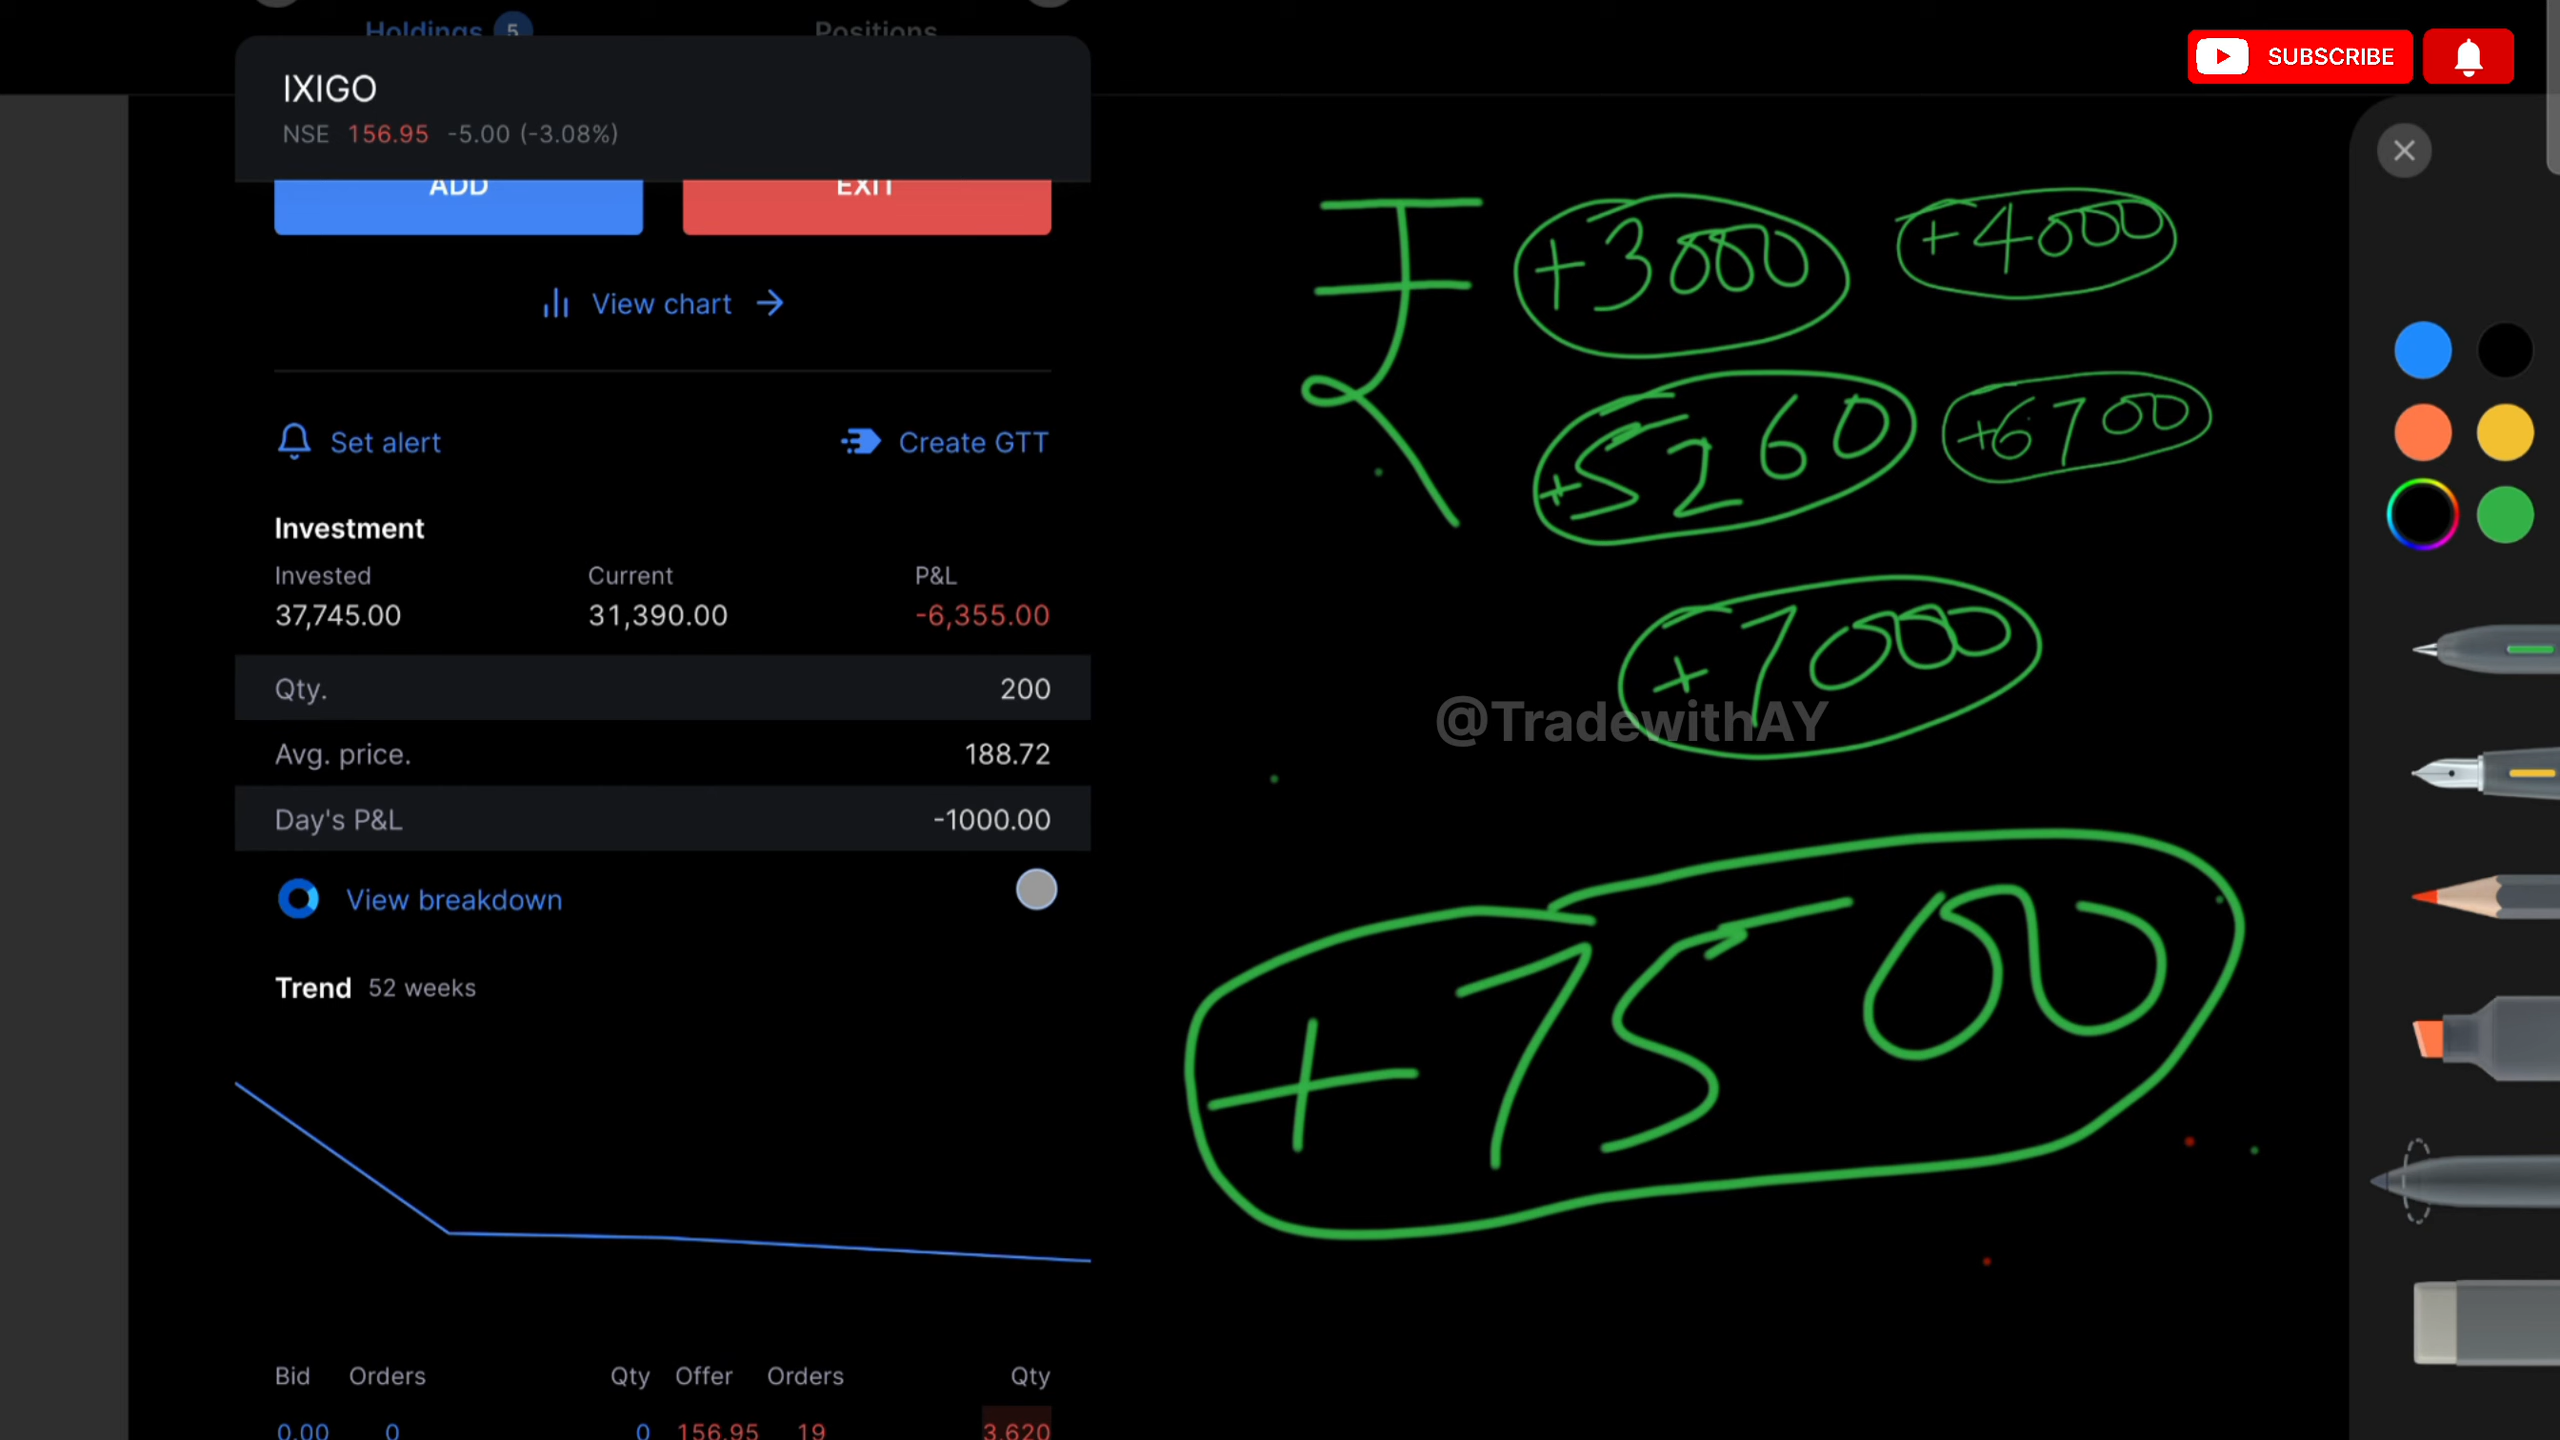 Holdings 5 Positions
SUBSCRIBE
IXIGO
NSE 156.95 -5.00 (-3.08%)
ADD EXIT
View chart
Set alert Create GTT
Investment
Invested Current P&L
37,745.00 31,390.00 -6,355.00
Qty. 200
Avg. price. 188.72
Day's P&L -1000.00
View breakdown
Trend 52 weeks
Bid Orders Qty Offer Orders Qty
0.00 0 0 156.95 19 3,620
₹ +3000 +4000
+5260 +6700
+7000
@TradewithAY
+7500